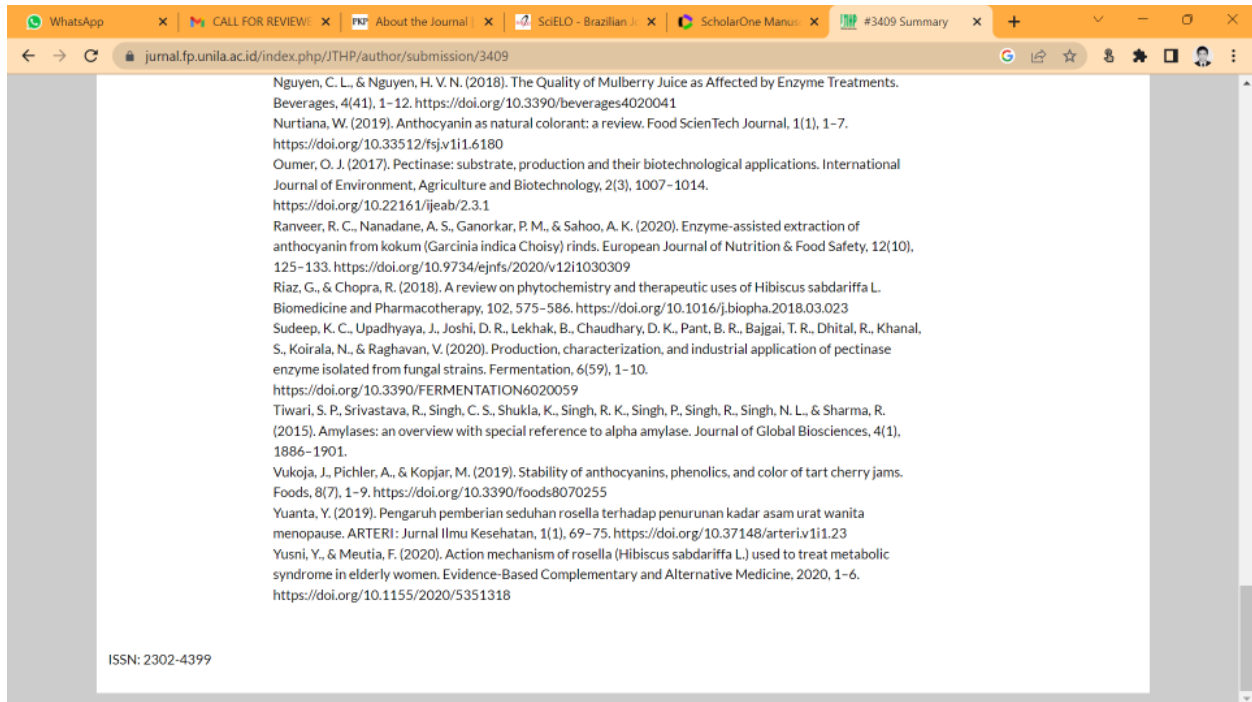 WhatsApp
CALL FOR REVIEWE
PKP About the Journal |
SciELO - Brazilian Jo
ScholarOne Manus
#3409 Summary
jurnal.fp.unila.ac.id/index.php/JTHP/author/submission/3409
Nguyen, C. L., & Nguyen, H. V. N. (2018). The Quality of Mulberry Juice as Affected by Enzyme Treatments.
Beverages, 4(41), 1–12. https://doi.org/10.3390/beverages4020041
Nurtiana, W. (2019). Anthocyanin as natural colorant: a review. Food ScienTech Journal, 1(1), 1–7.
https://doi.org/10.33512/fsj.v1i1.6180
Oumer, O. J. (2017). Pectinase: substrate, production and their biotechnological applications. International
Journal of Environment, Agriculture and Biotechnology, 2(3), 1007–1014.
https://doi.org/10.22161/ijeab/2.3.1
Ranveer, R. C., Nanadane, A. S., Ganorkar, P. M., & Sahoo, A. K. (2020). Enzyme-assisted extraction of
anthocyanin from kokum (Garcinia indica Choisy) rinds. European Journal of Nutrition & Food Safety, 12(10),
125–133. https://doi.org/10.9734/ejnfs/2020/v12i1030309
Riaz, G., & Chopra, R. (2018). A review on phytochemistry and therapeutic uses of Hibiscus sabdariffa L.
Biomedicine and Pharmacotherapy, 102, 575–586. https://doi.org/10.1016/j.biopha.2018.03.023
Sudeep, K. C., Upadhyaya, J., Joshi, D. R., Lekhak, B., Chaudhary, D. K., Pant, B. R., Bajgai, T. R., Dhital, R., Khanal,
S., Koirala, N., & Raghavan, V. (2020). Production, characterization, and industrial application of pectinase
enzyme isolated from fungal strains. Fermentation, 6(59), 1–10.
https://doi.org/10.3390/FERMENTATION6020059
Tiwari, S. P., Srivastava, R., Singh, C. S., Shukla, K., Singh, R. K., Singh, P., Singh, R., Singh, N. L., & Sharma, R.
(2015). Amylases: an overview with special reference to alpha amylase. Journal of Global Biosciences, 4(1),
1886–1901.
Vukoja, J., Pichler, A., & Kopjar, M. (2019). Stability of anthocyanins, phenolics, and color of tart cherry jams.
Foods, 8(7), 1–9. https://doi.org/10.3390/foods8070255
Yuanta, Y. (2019). Pengaruh pemberian seduhan rosella terhadap penurunan kadar asam urat wanita
menopause. ARTERI : Jurnal Ilmu Kesehatan, 1(1), 69–75. https://doi.org/10.37148/arteri.v1i1.23
Yusni, Y., & Meutia, F. (2020). Action mechanism of rosella (Hibiscus sabdariffa L.) used to treat metabolic
syndrome in elderly women. Evidence-Based Complementary and Alternative Medicine, 2020, 1–6.
https://doi.org/10.1155/2020/5351318
ISSN: 2302-4399